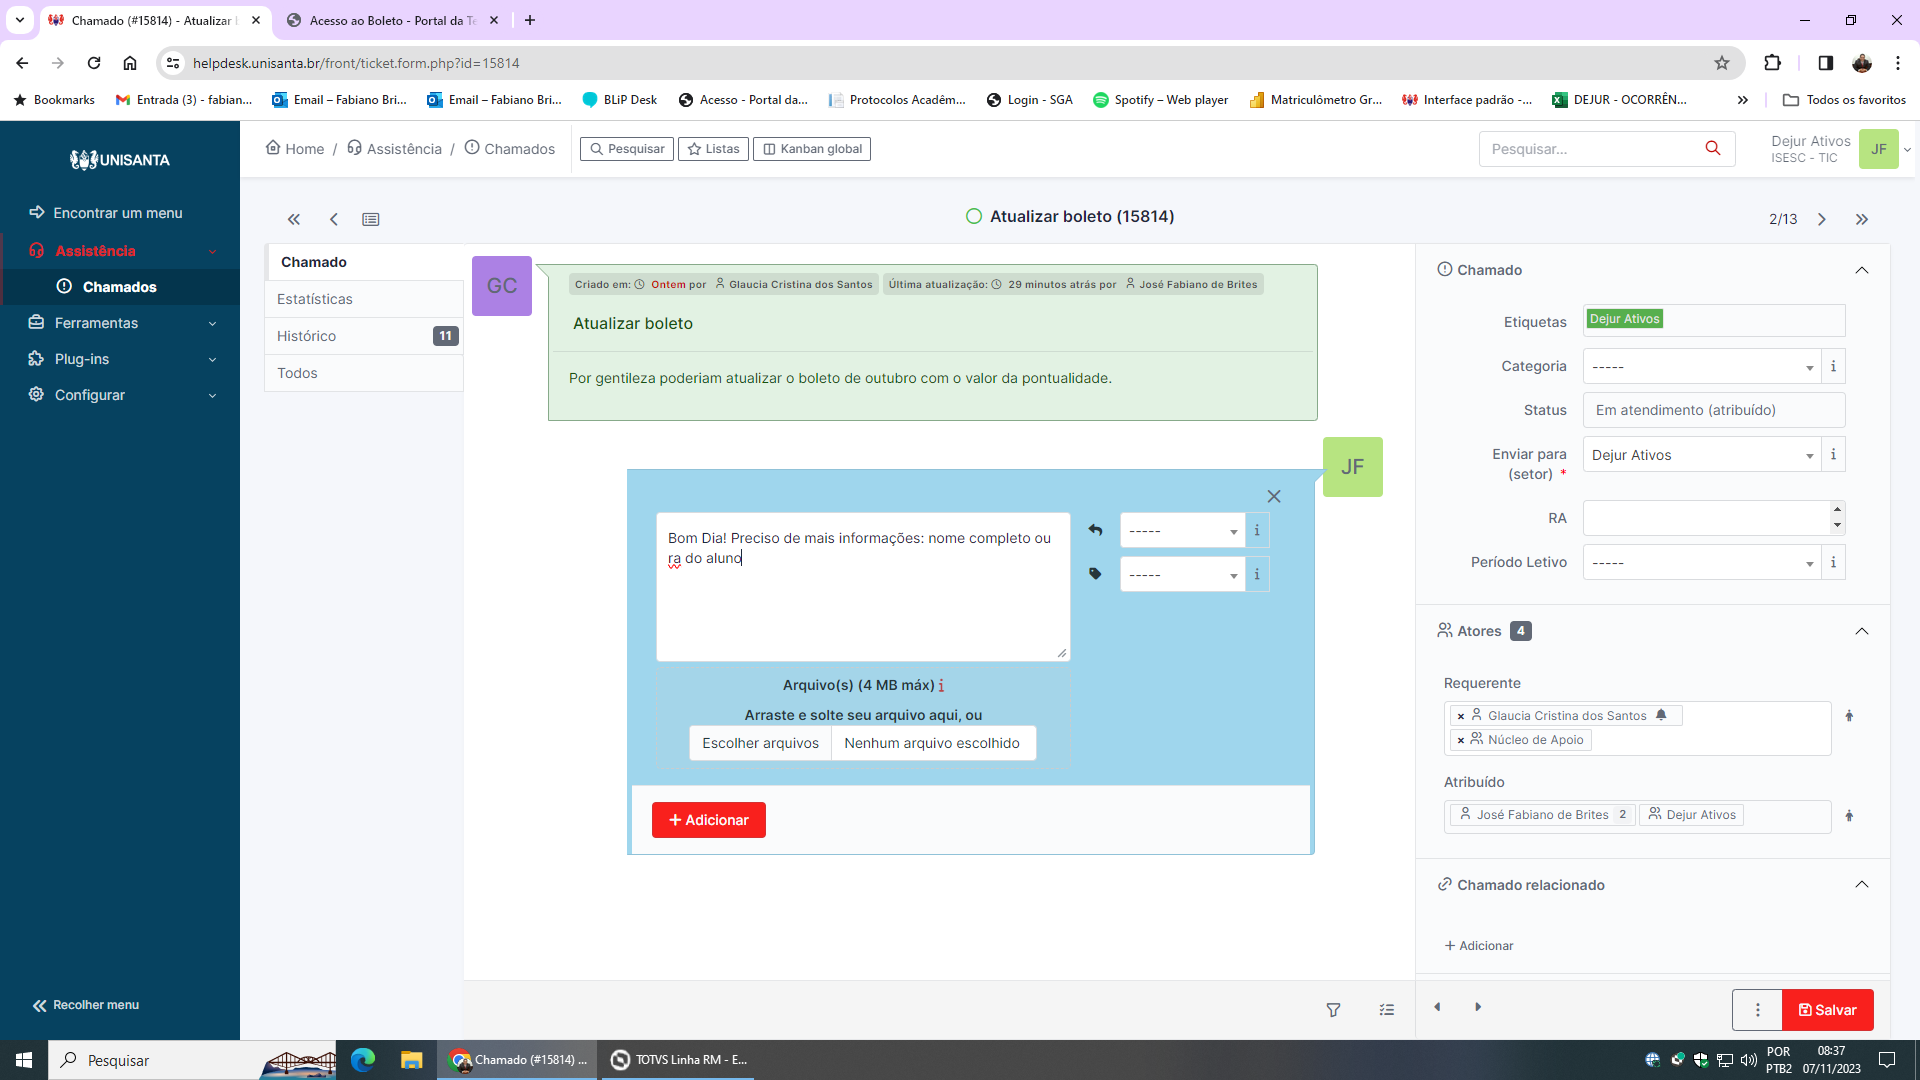 Chamado (#15814) - Atualizar b
Acesso ao Boleto - Portal da Te
helpdesk.unisanta.br/front/ticket.form.php?id=15814
Bookmarks
Entrada (3) - fabian...
Email – Fabiano Bri...
Email – Fabiano Bri...
BLiP Desk
Acesso - Portal da...
Protocolos Acadêm...
Login - SGA
Spotify – Web player
Matriculômetro Gr...
Interface padrão -...
DEJUR - OCORRÊN...
Todos os favoritos
UNISANTA
Encontrar um menu
Assistência
Chamados
Ferramentas
Plug-ins
Configurar
Recolher menu
Home / Assistência / Chamados
Pesquisar
Listas
Kanban global
Pesquisar...
Dejur Ativos
ISESC - TIC
JF
Atualizar boleto (15814)
2/13
Chamado
Estatísticas
Histórico 11
Todos
GC
Criado em: Ontem por Glaucia Cristina dos Santos
Última atualização: 29 minutos atrás por José Fabiano de Brites
Atualizar boleto
Por gentileza poderiam atualizar o boleto de outubro com o valor da pontualidade.
JF
Bom Dia! Preciso de mais informações: nome completo ou
ra do aluno
-----
i
-----
i
Arquivo(s) (4 MB máx) i
Arraste e solte seu arquivo aqui, ou
Escolher arquivos Nenhum arquivo escolhido
+ Adicionar
Chamado
Etiquetas Dejur Ativos
Categoria ----- i
Status Em atendimento (atribuído)
Enviar para
(setor) * Dejur Ativos i
RA
Período Letivo ----- i
Atores 4
Requerente
× Glaucia Cristina dos Santos
× Núcleo de Apoio
Atribuído
José Fabiano de Brites 2
Dejur Ativos
Chamado relacionado
+ Adicionar
Salvar
Pesquisar
Chamado (#15814) ...
TOTVS Linha RM - E...
POR
PTB2
08:37
07/11/2023